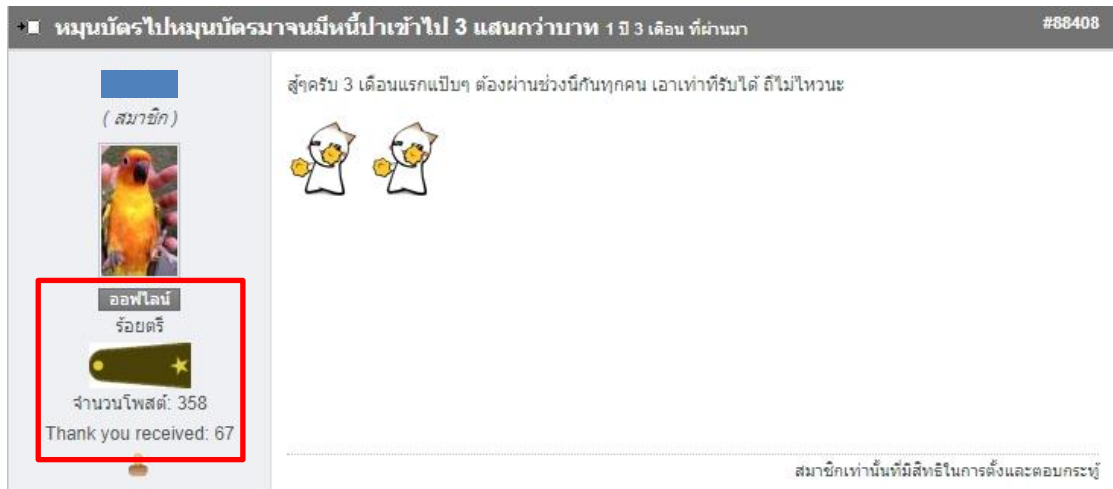 หมุนบัตรไปหมุนบัตรมาจนมีหนี้ปาเข้าไป 3 แสนกว่าบาท 1 ปี 3 เดือน ที่ผ่านมา #88408
สู้ๆครับ 3 เดือนแรกแป๊บๆ ต้องผ่านช่วงนี้กันทุกคน เอาเท่าที่รับได้ ถ้ไม่ไหวนะ
( สมาชิก )
ออฟไลน์
ร้อยตรี
จำนวนโพสต์: 358
Thank you received: 67
สมาชิกเท่านั้นที่มีสิทธิในการตั้งและตอบกระทู้